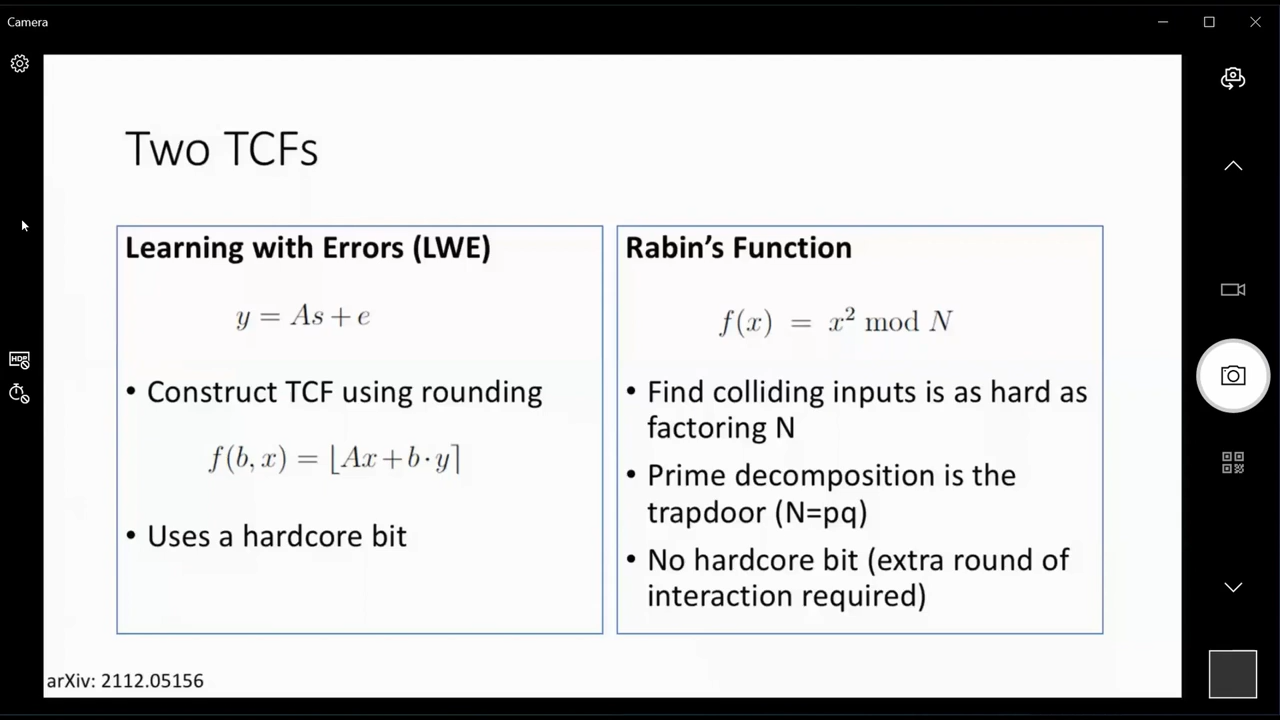 Camera
Two TCFs
Learning with Errors (LWE)
y = As + e
• Construct TCF using rounding
f(b, x) = ⌊Ax + b · y⌉
• Uses a hardcore bit
Rabin's Function
f(x) = x² mod N
• Find colliding inputs is as hard as
factoring N
• Prime decomposition is the
trapdoor (N=pq)
• No hardcore bit (extra round of
interaction required)
arXiv: 2112.05156
HDR